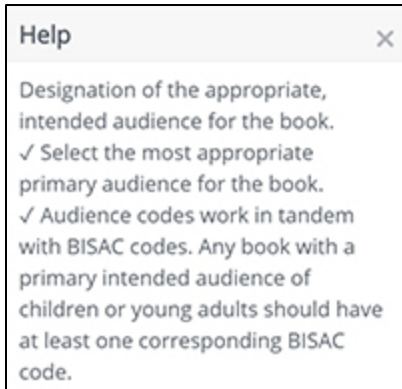 Help ×
Designation of the appropriate,
intended audience for the book.
✓ Select the most appropriate
primary audience for the book.
✓ Audience codes work in tandem
with BISAC codes. Any book with a
primary intended audience of
children or young adults should have
at least one corresponding BISAC
code.